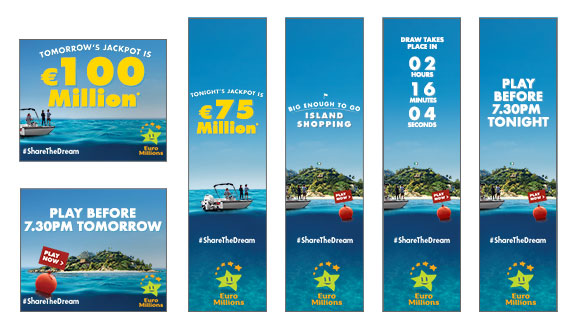 TOMORROW'S JACKPOT IS
€100
Million*
#ShareTheDream
Euro
Millions
PLAY BEFORE
7.30PM TOMORROW
PLAY
NOW >
#ShareTheDream
Euro
Millions
TONIGHT'S JACKPOT IS
€75
Million*
#ShareTheDream
Euro
Millions
BIG ENOUGH TO GO
ISLAND
SHOPPING
PLAY
NOW >
#ShareTheDream
Euro
Millions
DRAW TAKES
PLACE IN
02
HOURS
16
MINUTES
04
SECONDS
PLAY
NOW >
#ShareTheDream
Euro
Millions
PLAY
BEFORE
7.30PM
TONIGHT
PLAY
NOW >
#ShareTheDream
Euro
Millions